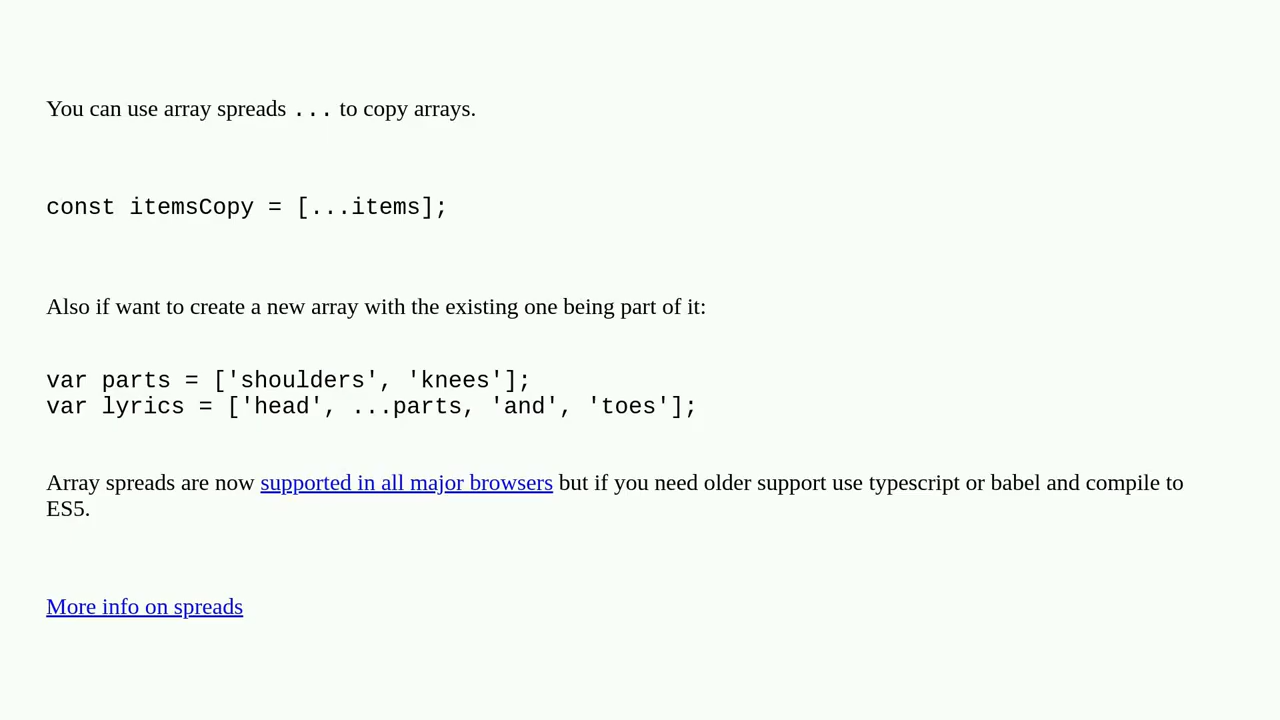 You can use array spreads ... to copy arrays.
const itemsCopy = [...items];
Also if want to create a new array with the existing one being part of it:
var parts = ['shoulders', 'knees'];
var lyrics = ['head', ...parts, 'and', 'toes'];
Array spreads are now supported in all major browsers but if you need older support use typescript or babel and compile to
ES5.
More info on spreads